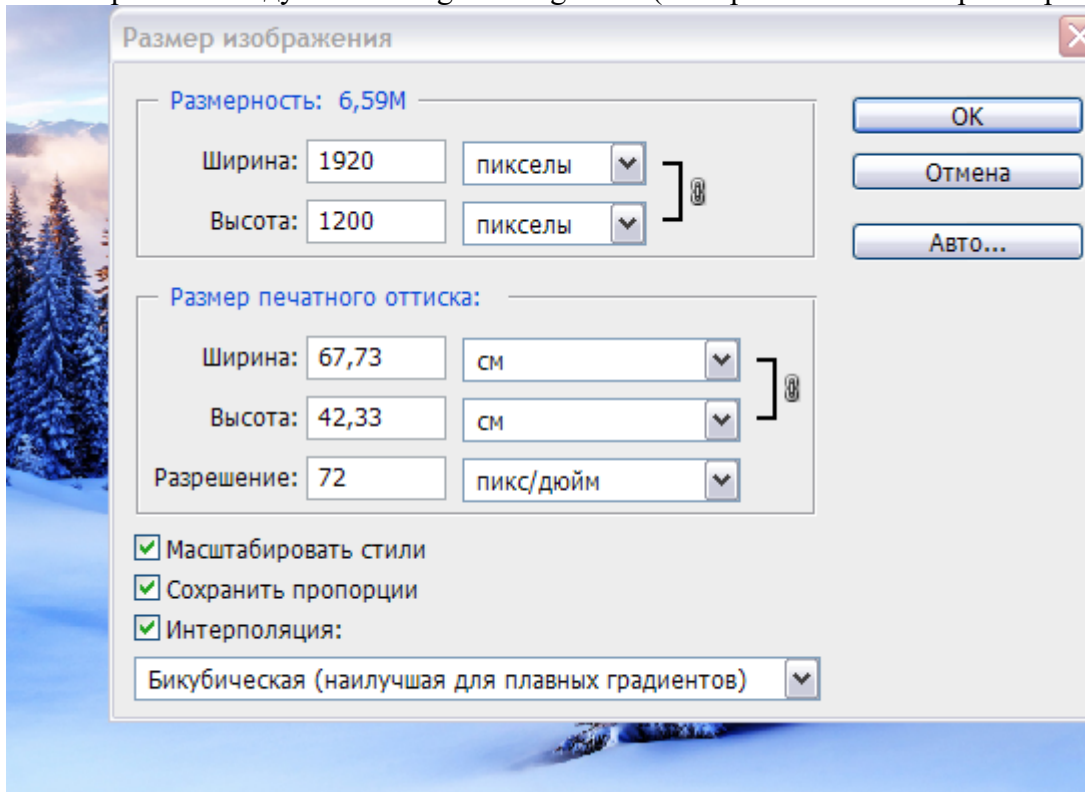 Размер изображения
Размерность: 6,59M
Ширина: 1920 пикселы
Высота: 1200 пикселы
OK
Отмена
Авто...
Размер печатного оттиска:
Ширина: 67,73 см
Высота: 42,33 см
Разрешение: 72 пикс/дюйм
Масштабировать стили
Сохранить пропорции
Интерполяция:
Бикубическая (наилучшая для плавных градиентов)